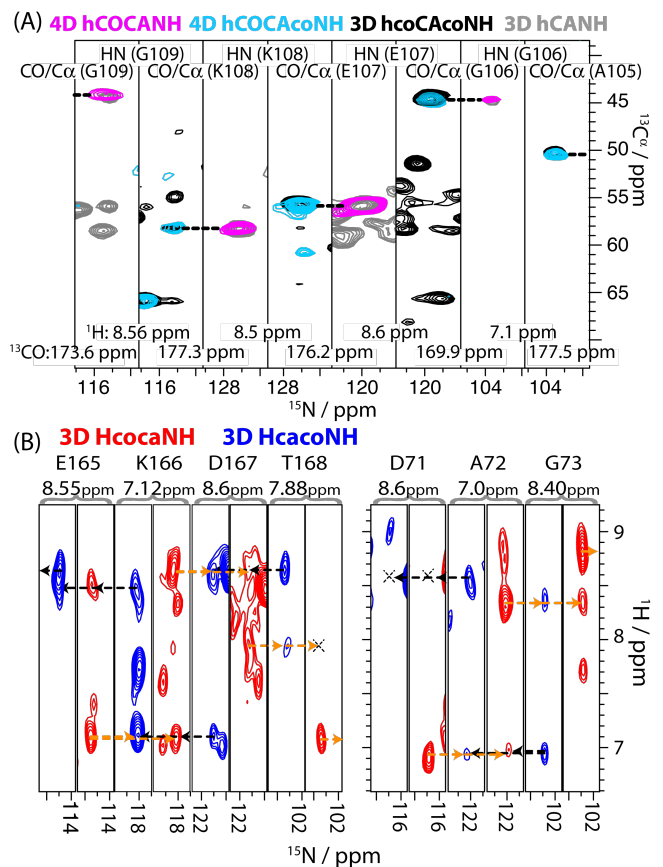 (A) 4D hCOCANH 4D hCOCAcoNH 3D hcoCAcoNH 3D hCANH
HN (G109) HN (K108) HN (E107) HN (G106)
CO/Cα (G109) CO/Cα (K108) CO/Cα (E107) CO/Cα (G106) CO/Cα (A105)
45
50
55
60
65
¹³Cᵅ / ppm
¹H: 8.56 ppm 8.5 ppm 8.6 ppm 7.1 ppm
¹³CO:173.6 ppm 177.3 ppm 176.2 ppm 169.9 ppm 177.5 ppm
116 116 128 128 120 120 104 104
¹⁵N / ppm
(B) 3D HcocaNH 3D HcacoNH
E165 K166 D167 T168 D71 A72 G73
8.55ppm 7.12ppm 8.6ppm 7.88ppm 8.6ppm 7.0ppm 8.40ppm
9
8
7
¹H / ppm
114 114 118 118 122 122 102 102 116 116 122 122 102 102
¹⁵N / ppm